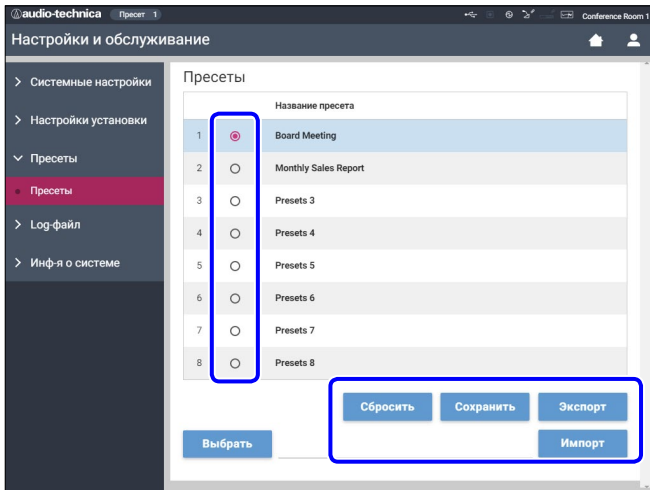 audio-technica Пресет 1 Conference Room 1
Настройки и обслуживание
Системные настройки
Настройки установки
Пресеты
Пресеты
Log-файл
Инф-я о системе
Пресеты
Название пресета
1 Board Meeting
2 Monthly Sales Report
3 Presets 3
4 Presets 4
5 Presets 5
6 Presets 6
7 Presets 7
8 Presets 8
Сбросить Сохранить Экспорт
Выбрать Импорт